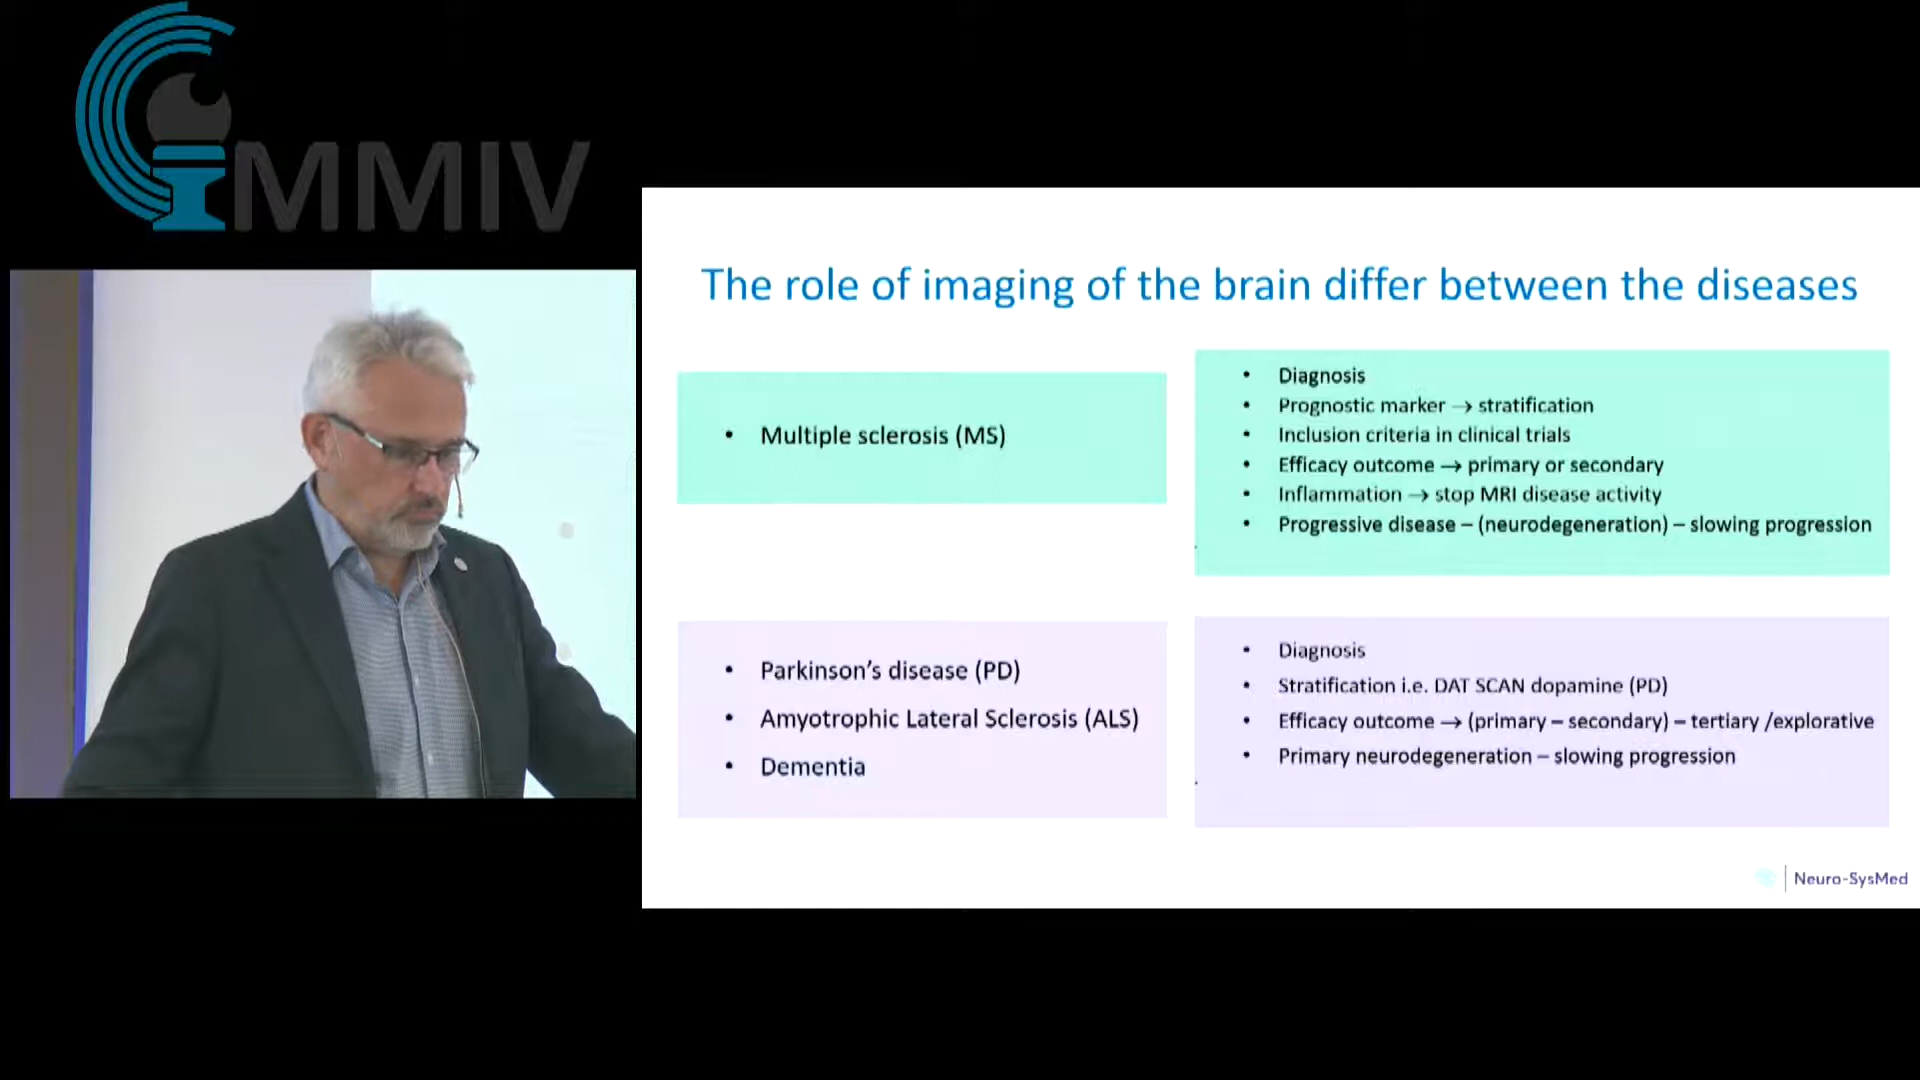 MMIV
The role of imaging of the brain differ between the diseases
• Multiple sclerosis (MS)
• Diagnosis
• Prognostic marker → stratification
• Inclusion criteria in clinical trials
• Efficacy outcome → primary or secondary
• Inflammation → stop MRI disease activity
• Progressive disease – (neurodegeneration) – slowing progression
• Parkinson’s disease (PD)
• Amyotrophic Lateral Sclerosis (ALS)
• Dementia
• Diagnosis
• Stratification i.e. DAT SCAN dopamine (PD)
• Efficacy outcome → (primary – secondary) – tertiary /explorative
• Primary neurodegeneration – slowing progression
Neuro-SysMed